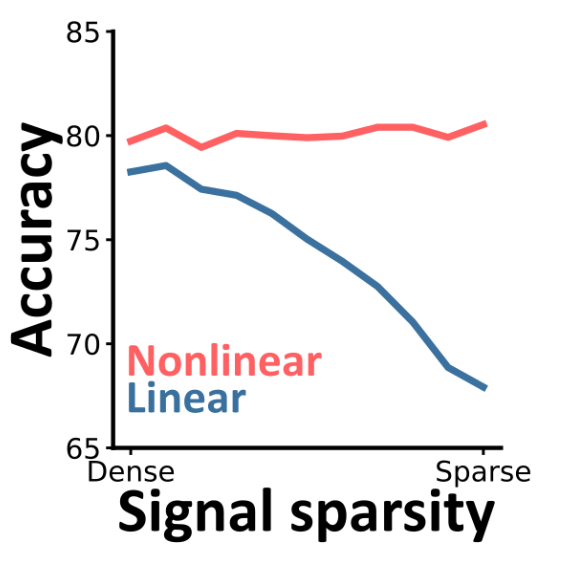 85
80
75
70
65
Accuracy
Nonlinear
Linear
Dense
Sparse
Signal sparsity